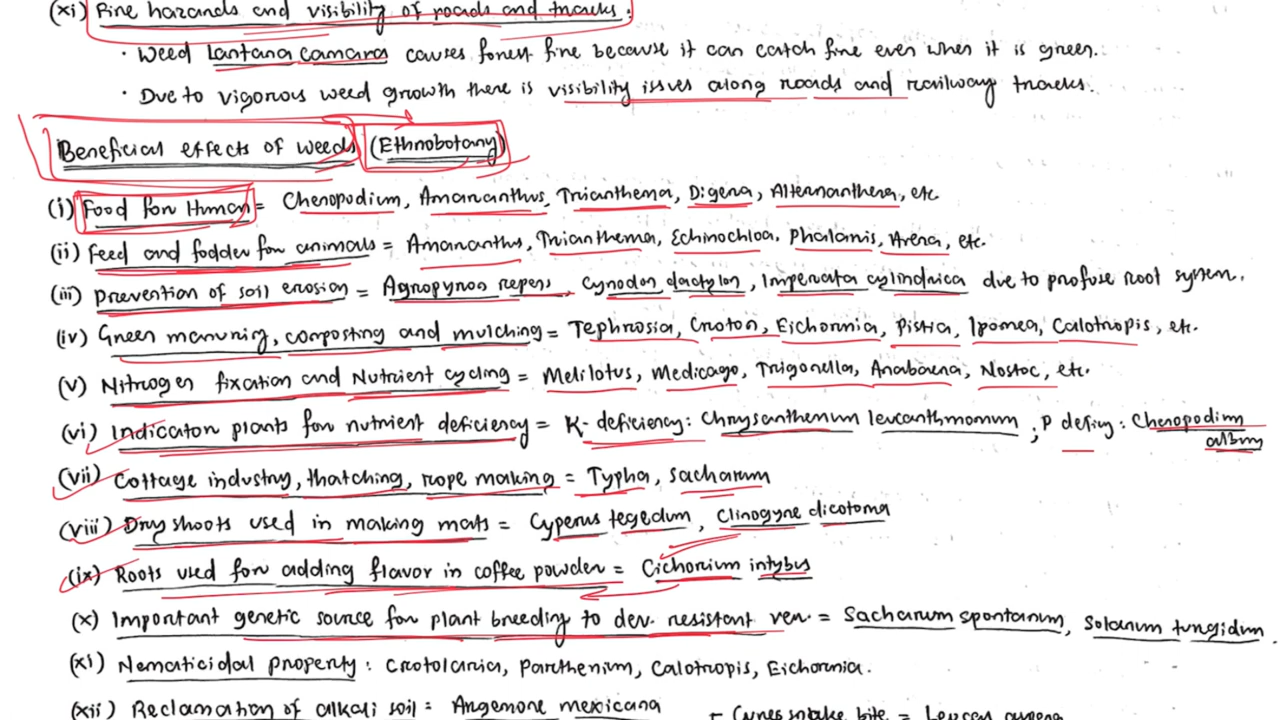 (xi) Fire hazards and visibility of roads and tracks:
• Weed Lantana camara causes forest fire because it can catch fire even when it is green.
• Due to vigorous weed growth there is visibility issues along roads and railway tracks.
Beneficial effects of weeds (Ethnobotany)
(i) Food for Human = Chenopodium, Amaranthus, Trianthema, Digera, Alternanthera, etc
(ii) Feed and fodder for animals = Amaranthus, Trianthema, Echinochloa, Phalaris, Avena, etc.
(iii) Prevention of soil erosion = Agropyron repens, Cynodon dactylon, Imperata cylindrica due to profuse root system.
(iv) Green manuring, composting and mulching = Tephrosia, Croton, Eichornia, Pistia, Ipomea, Calotropis, etc.
(v) Nitrogen fixation and Nutrient cycling = Melilotus, Medicago, Trigonella, Anabaena, Nostoc, etc
(vi) Indicator plants for nutrient deficiency = K-deficiency: Chrysanthemum leucanthmomum, P deficy: Chenopodium
album
(vii) Cottage industry, thatching, rope making = Typha, Sacharum
(viii) Dry shoots used in making mats = Cyperus tegedum, Clinogyne dicotoma
(ix) Roots used for adding flavor in coffee powder = Cichorium intybus
(x) Important genetic source for plant breeding to dev. resistant ver. = Sacharum spontanum, Solanum tungidum.
(xi) Nematicidal property: Crotolaria, Parthenium, Calotropis, Eichornia.
(xii) Reclamation of alkali soil = Argemone mexicana
bite =